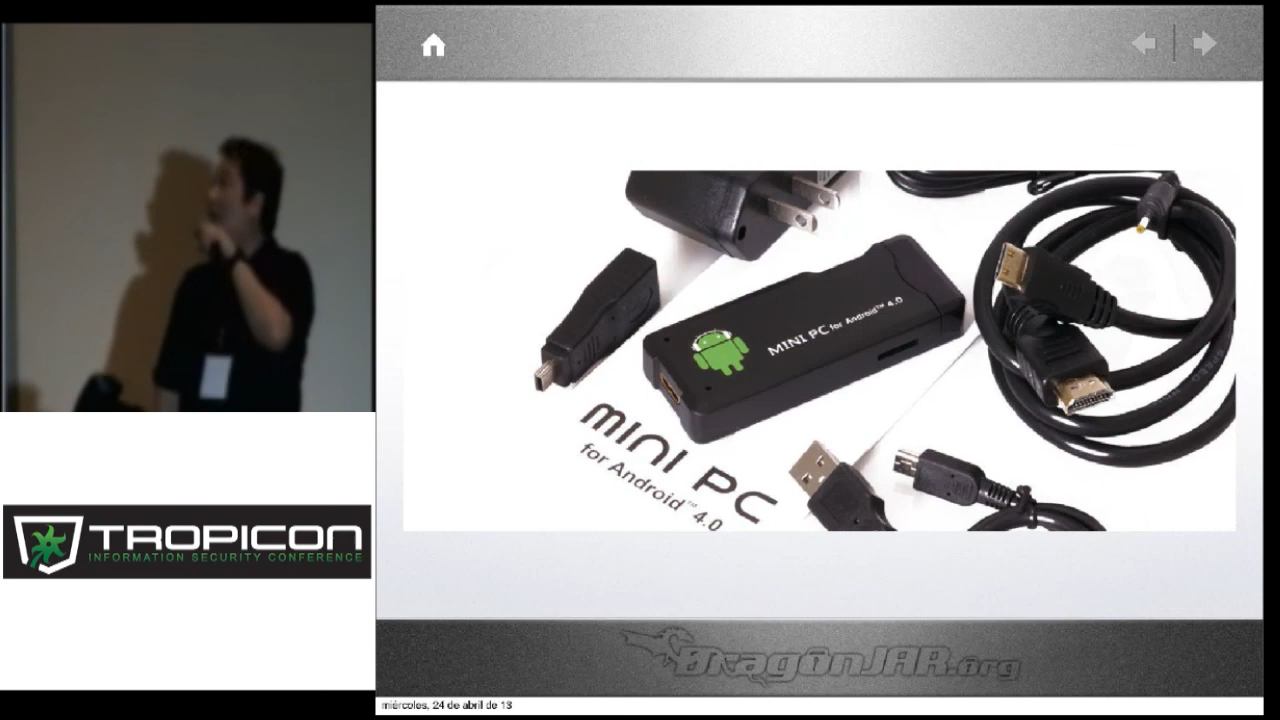 MINI PC for Android™ 4.0
MINI PC
for Android™ 4.0
TROPICON
INFORMATION SECURITY CONFERENCE
DragonJAR.org
miércoles, 24 de abril de 13